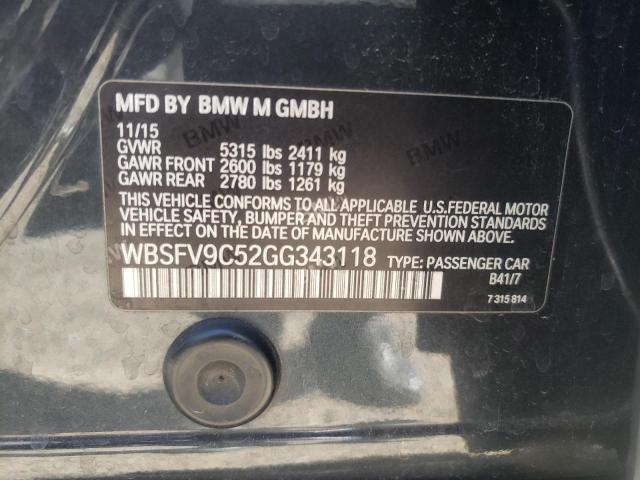 MFD BY BMW M GMBH
11/15
GVWR 5315 lbs 2411 kg
GAWR FRONT 2600 lbs 1179 kg
GAWR REAR 2780 lbs 1261 kg
THIS VEHICLE CONFORMS TO ALL APPLICABLE U.S.FEDERAL MOTOR
VEHICLE SAFETY, BUMPER AND THEFT PREVENTION STANDARDS
IN EFFECT ON THE DATE OF MANUFACTURE SHOWN ABOVE.
WBSFV9C52GG343118 TYPE: PASSENGER CAR
B41/7
7 315 814